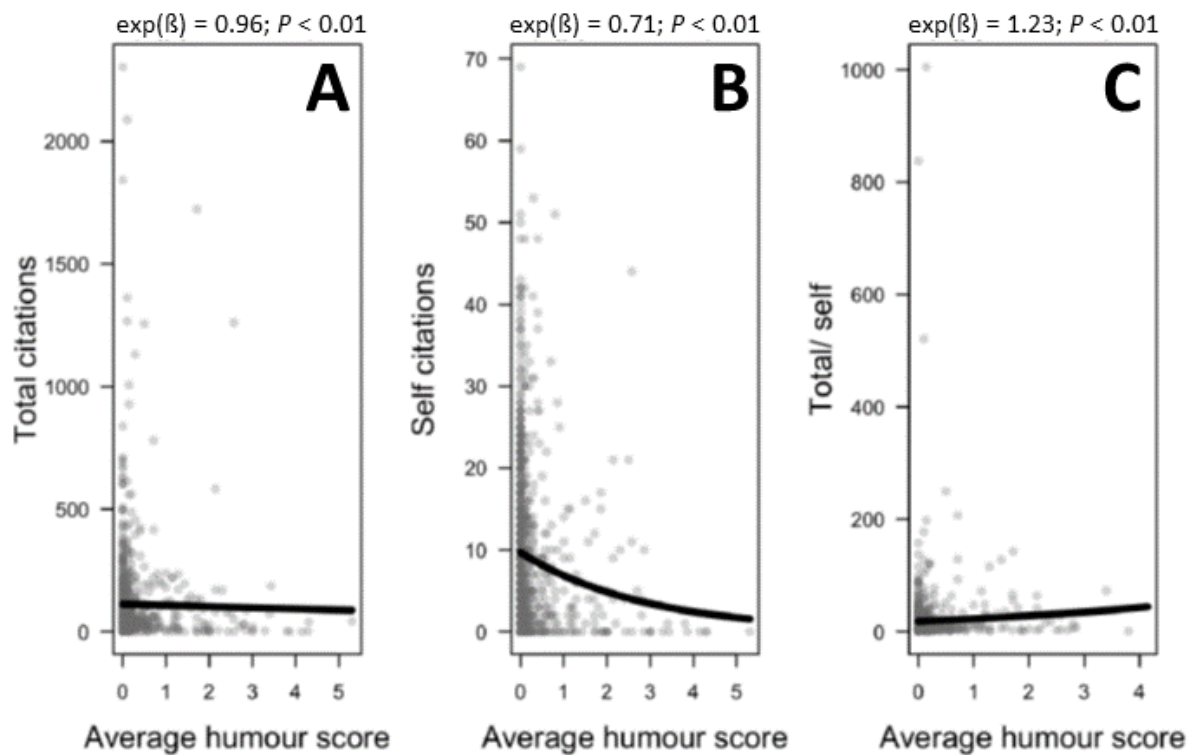 exp(ß) = 0.96; P < 0.01
A
Total citations
2000
1500
1000
500
0
0 1 2 3 4 5
Average humour score
exp(ß) = 0.71; P < 0.01
B
Self citations
70
60
50
40
30
20
10
0
0 1 2 3 4 5
Average humour score
exp(ß) = 1.23; P < 0.01
C
Total/ self
1000
800
600
400
200
0
0 1 2 3 4
Average humour score